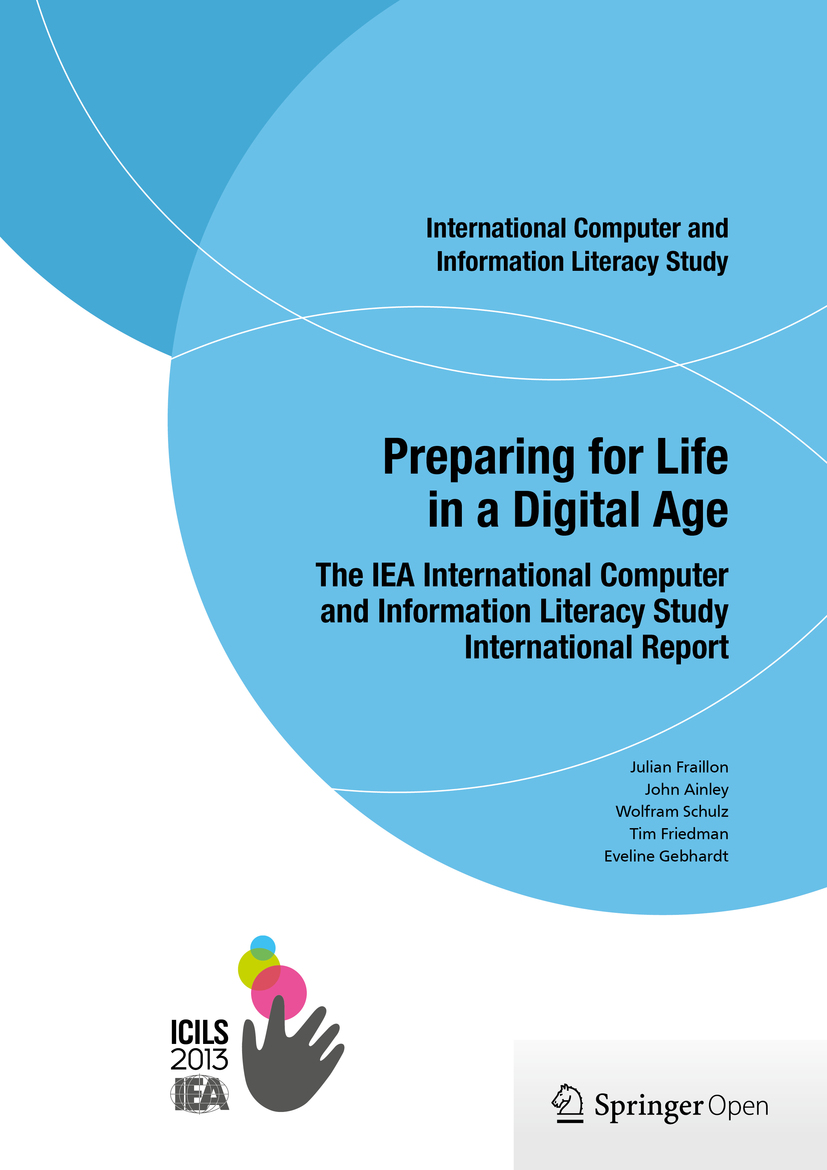 International Computer and
Information Literacy Study
Preparing for Life
in a Digital Age
The IEA International Computer
and Information Literacy Study
International Report
Julian Fraillon
John Ainley
Wolfram Schulz
Tim Friedman
Eveline Gebhardt
ICILS
2013
IEA
Springer Open